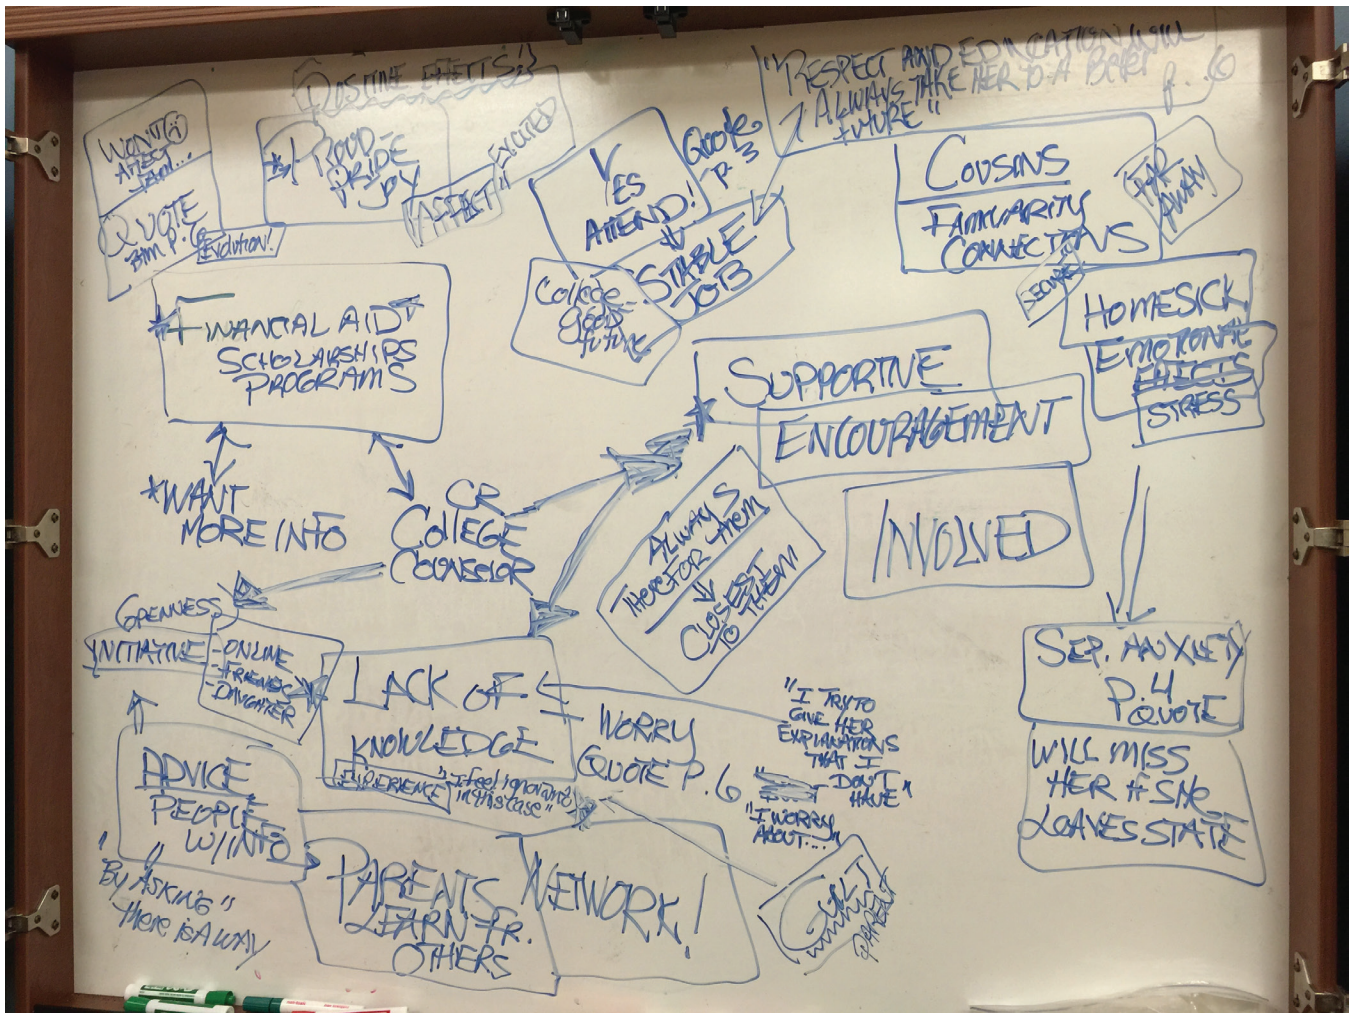 POSITIVE EFFECTS!
"RESPECT AND EDUCATION WILL
ALWAYS TAKE HER TO A BETTER
FUTURE"
P. 6
WON'T
AFFECT
QUOTE
P. 6
Evolution!
PROUD
PRIDE
JOY
"AFFECT"
EXCITED
YES
ATTEND!
Quote
P. 3
STABLE
JOB
College
good
future
COUSINS
FAMILIARITY
CONNECTIONS
FAR
AWAY
SECURE
HOMESICK
EMOTIONAL
EFFECTS
STRESS
*FINANCIAL AID
SCHOLARSHIPS
PROGRAMS
SUPPORTIVE
ENCOURAGEMENT
INVOLVED
*WANT
MORE INFO
CR
COllEGE
COUNSELOR
ALWAYS
There FOR them
CLOSEST
TO THEM
OPENNESS
INITIATIVE
-ONLINE
-FRIENDS
-DAUGHTER
LACK OF
KNOWLEDGE
EXPERIENCE
"I feel ignorant
in this case"
WORRY
QUOTE P. 6
"I TRY TO
GIVE HER
EXPLANATIONS
THAT I
DON'T
HAVE"
"I WORRY
ABOUT..."
SEP. ANXIETY
P. 4
QUOTE
WILL MISS
HER if SHE
LEAVES STATE
ADVICE
PEOPLE
W/INFO
"BY ASKING"
there is A WAY
PARENTS
LEARN FR.
OTHERS
NETWORK!
GUILT
PARENT